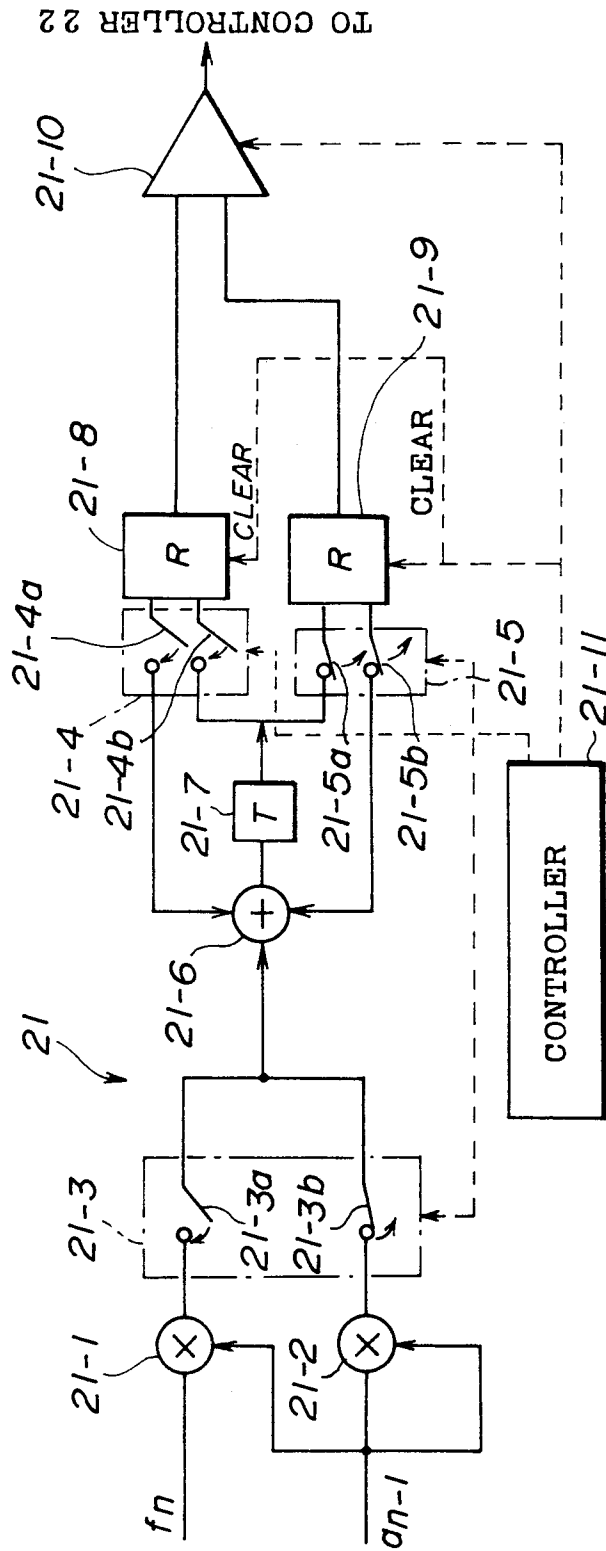 21
21-1
fn
21-2
an-1
21-3
21-3a
21-3b
21-6
+
21-7
T
21-4
21-4b
21-4a
21-5a
21-5b
21-5
21-8
R
CLEAR
21-9
R
CLEAR
21-10
TO CONTROLLER 22
CONTROLLER
21-11